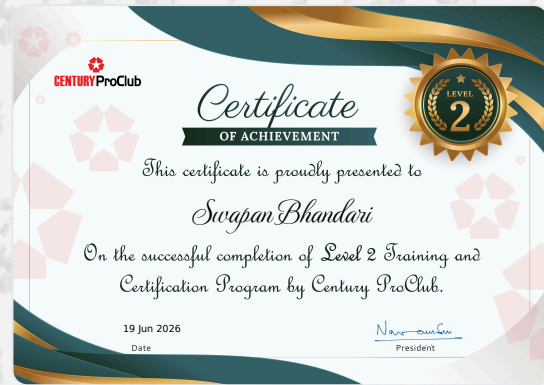 CENTURY ProClub
Certificate
OF ACHIEVEMENT
LEVEL
2
This certificate is proudly presented to
Swapan Bhandari
On the successful completion of Level 2 Training and
Certification Program by Century ProClub.
19 Jun 2026
Date
President